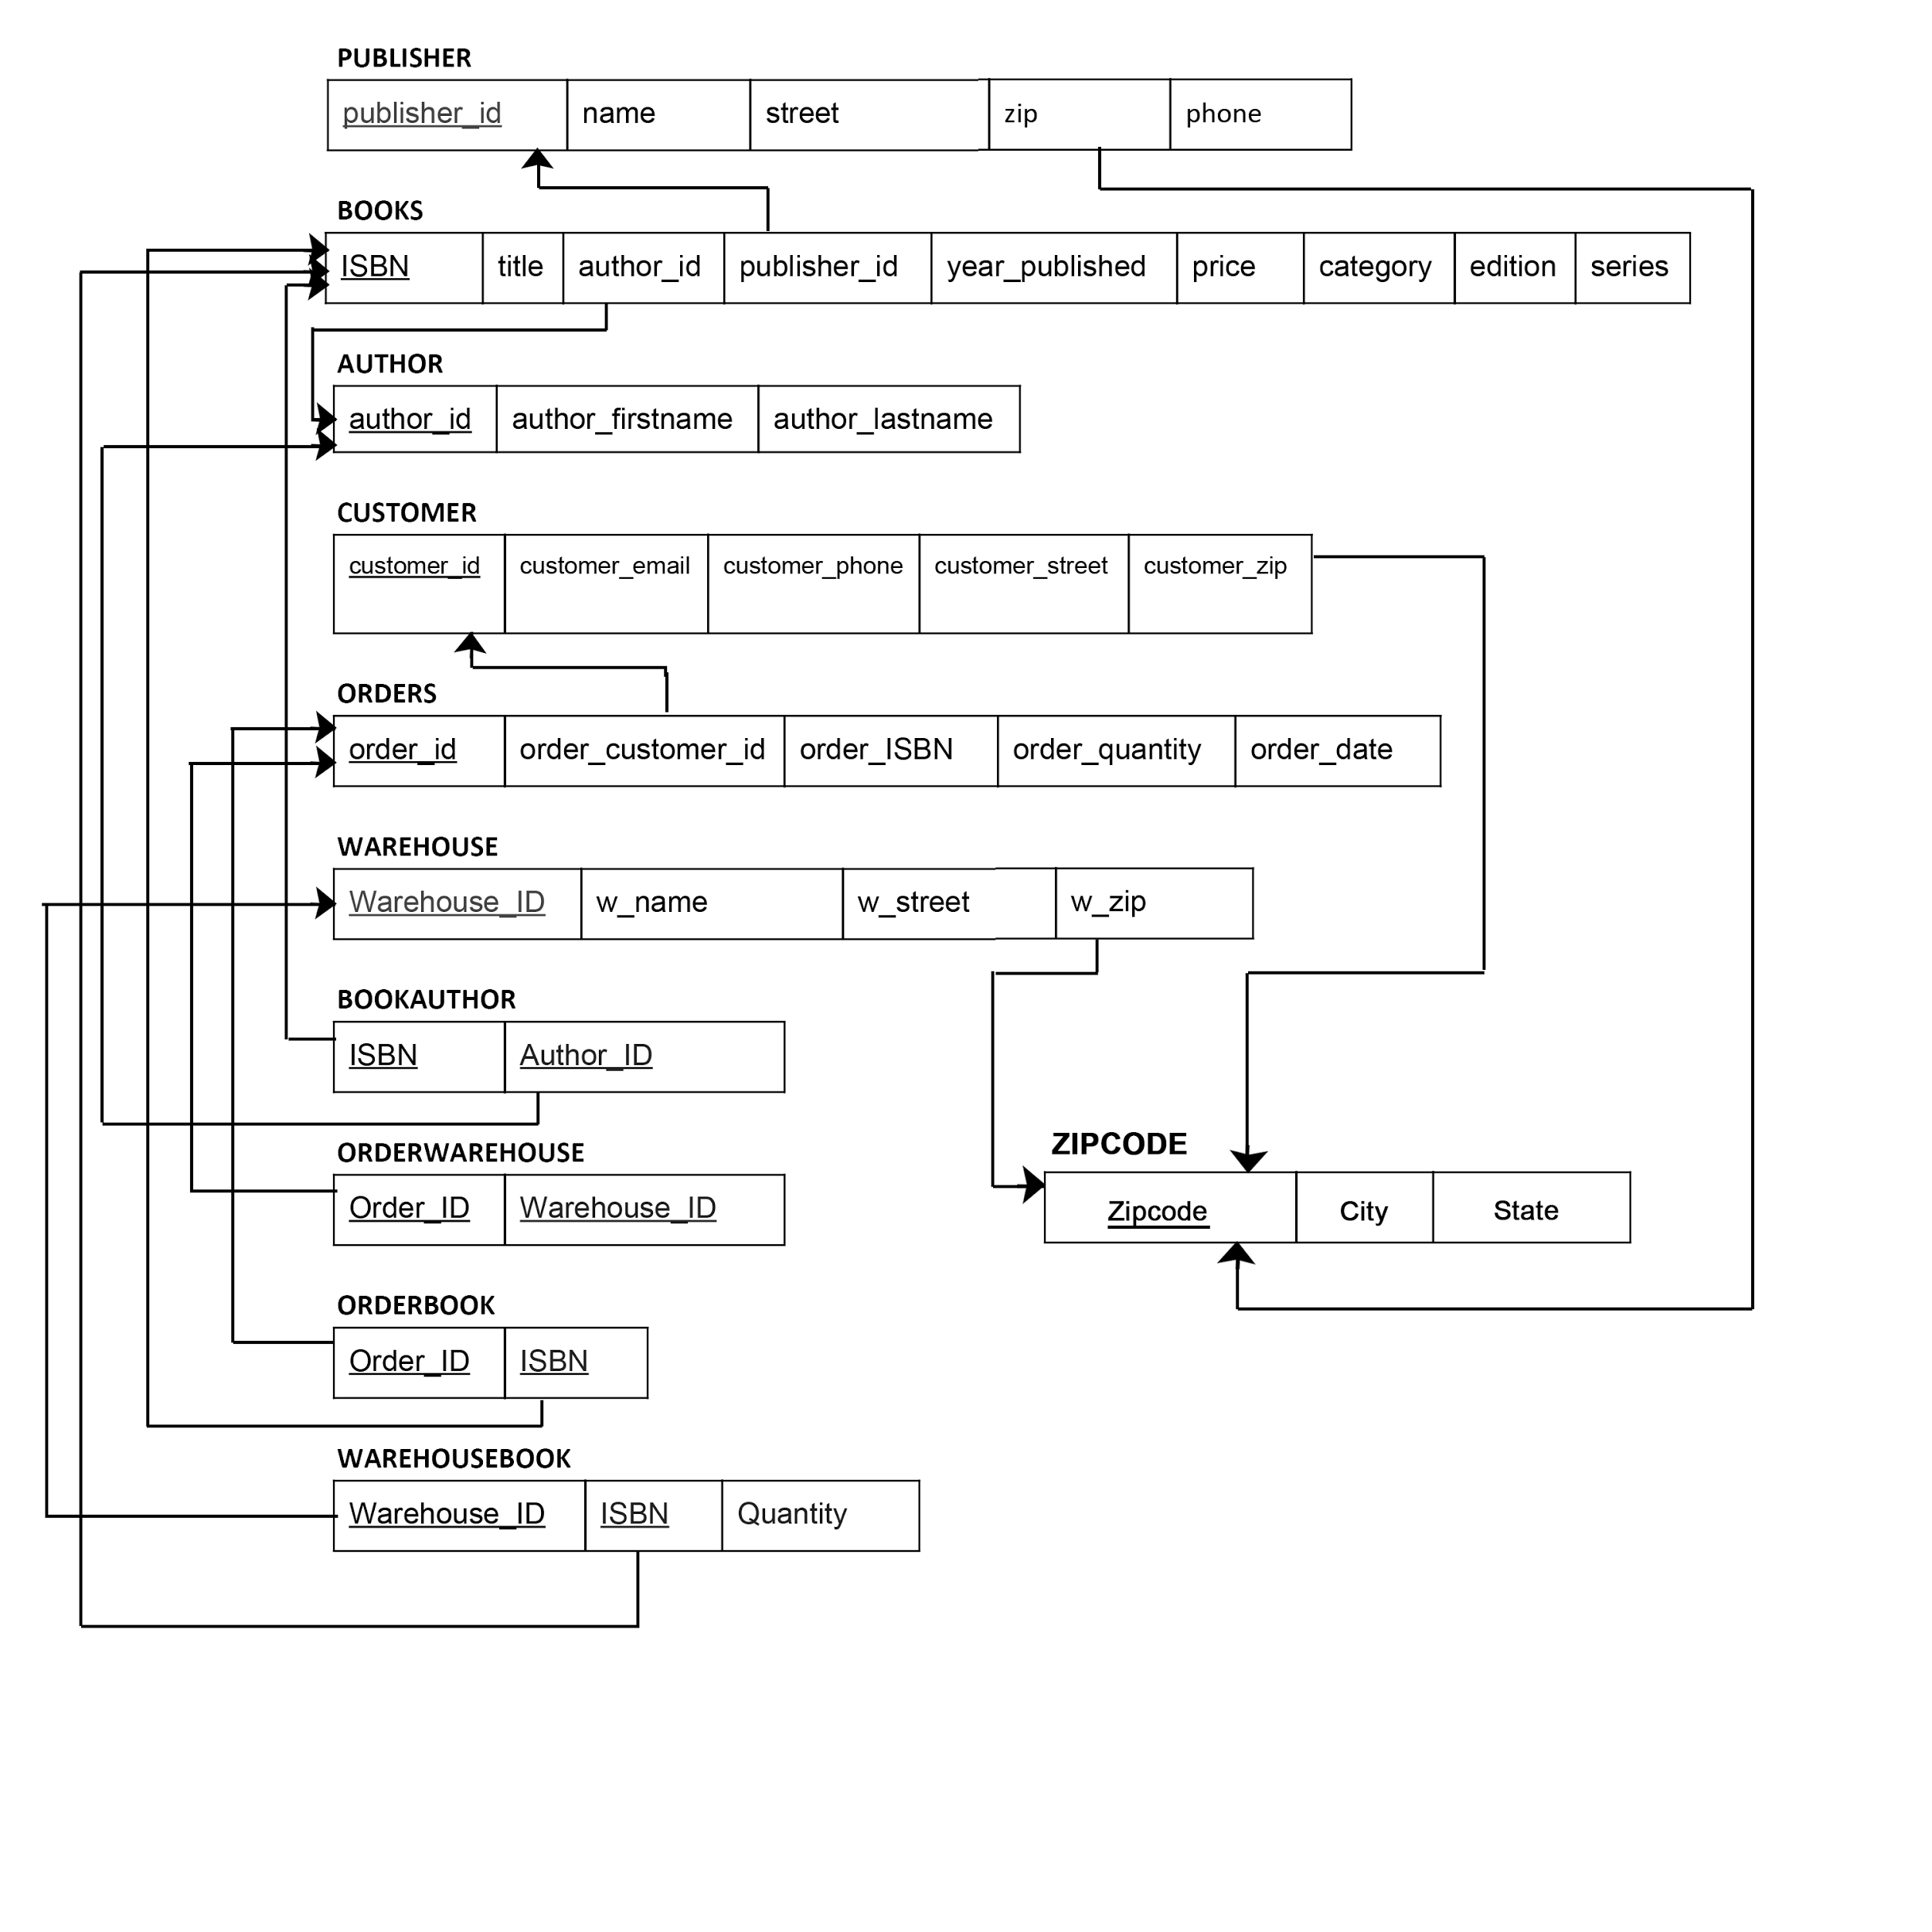 PUBLISHER
publisher_id name street zip phone
BOOKS
ISBN title author_id publisher_id year_published price category edition series
AUTHOR
author_id author_firstname author_lastname
CUSTOMER
customer_id customer_email customer_phone customer_street customer_zip
ORDERS
order_id order_customer_id order_ISBN order_quantity order_date
WAREHOUSE
Warehouse_ID w_name w_street w_zip
BOOKAUTHOR
ISBN Author_ID
ORDERWAREHOUSE
Order_ID Warehouse_ID
ZIPCODE
Zipcode City State
ORDERBOOK
Order_ID ISBN
WAREHOUSEBOOK
Warehouse_ID ISBN Quantity